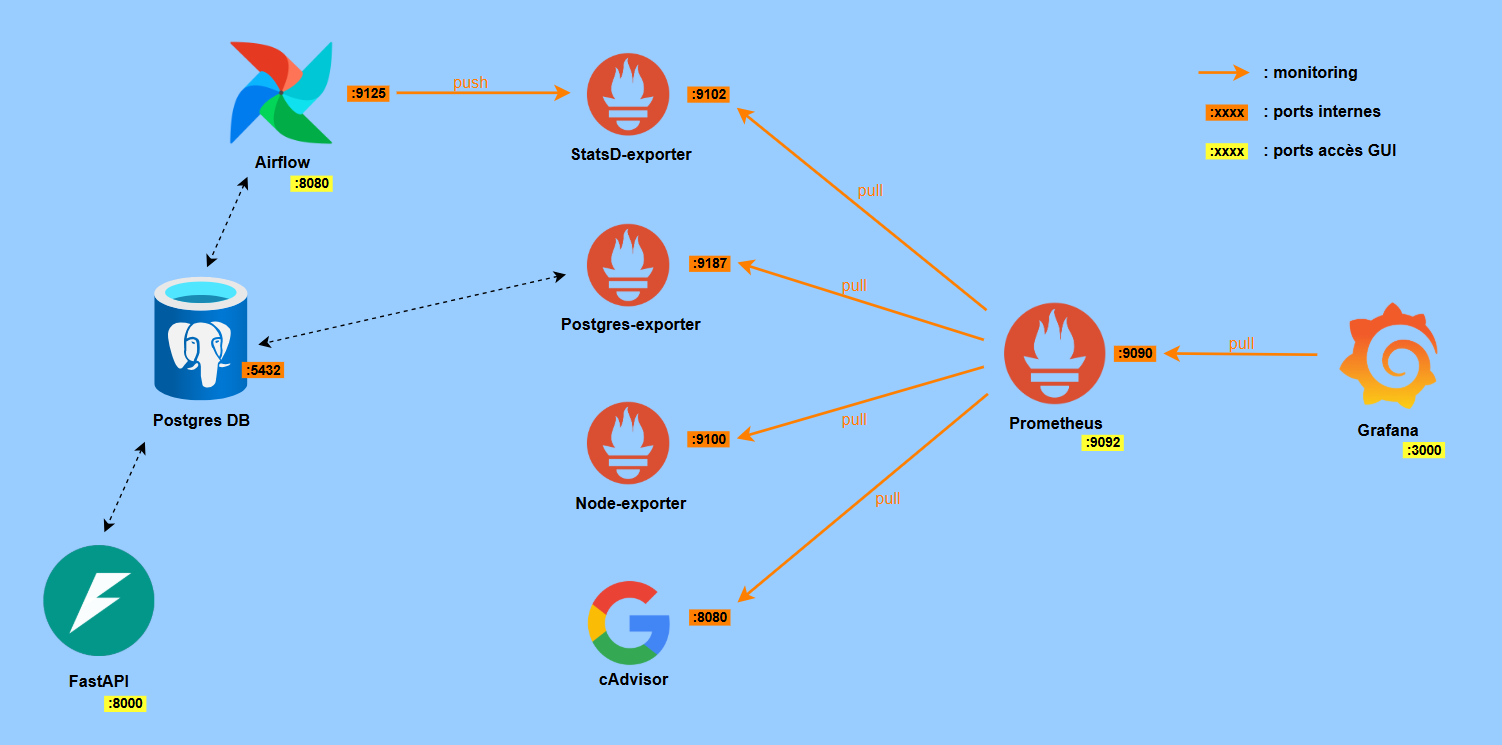 :9125
push
:9102
Airflow
:8080
StatsD-exporter
: monitoring
:xxxx : ports internes
:xxxx : ports accès GUI
pull
:9187
pull
Postgres-exporter
:5432
Postgres DB
:9090
pull
Prometheus
:9092
Grafana
:3000
pull
:9100
Node-exporter
pull
:8080
cAdvisor
FastAPI
:8000